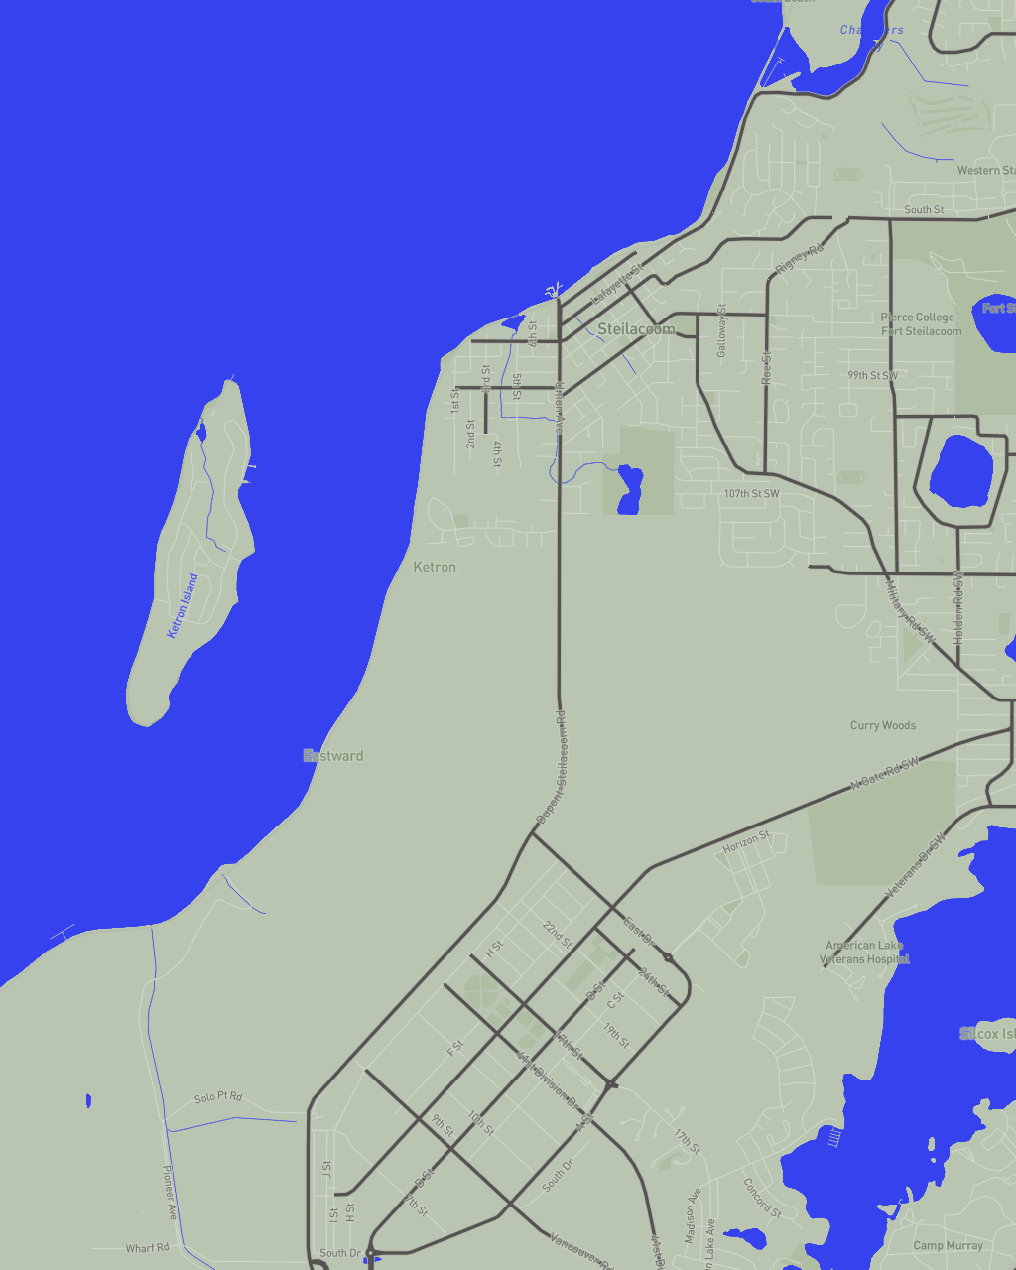 Chambers
Western Sta
South St
Rigney Rd
Lafayette St
Fort St
Pierce College
Fort Steilacoom
Steilacoom
Galloway St
6th St
Roe St
99th St SW
3rd St
5th St
1st St
Union Ave
2nd St
7th St
107th St SW
Ketron
Ketron Island
Military Rd SW
Holden Rd SW
Curry Woods
Eastward
Dupont-Steilacoom Rd
N Gate Rd SW
Horizon St
Veterans Dr SW
East Dr
22nd St
H St
American Lake
Veterans Hospital
24th St
D St
C St
19th St
Silcox Isl
F St
17th St
41st Division Dr
Solo Pt Rd
9th St
10th St
A St
17th St
J St
South Dr
D St
7th St
Pioneer Ave
I St
H St
Madison Ave
Concord St
Wharf Rd
South Dr
Vancouver Rd
41st Di
n Lake Ave
Camp Murray